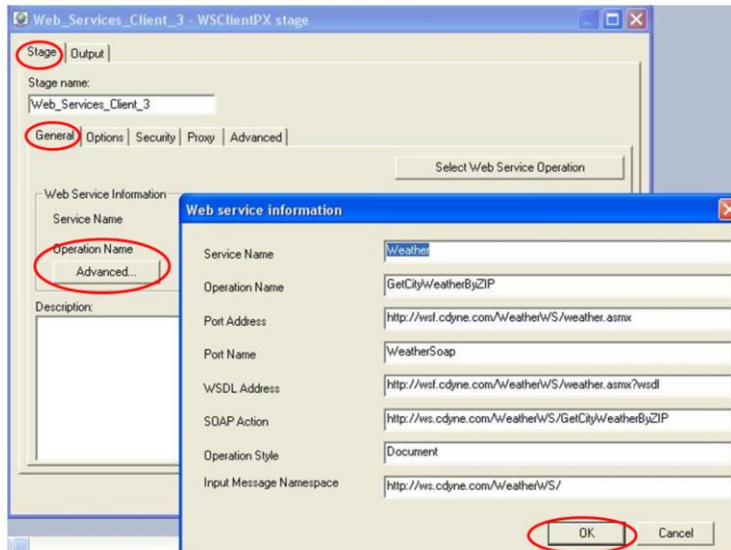 Web_Services_Client_3 - WSClientPX stage
Stage Output
Stage name:
Web_Services_Client_3
General Options Security Proxy Advanced
Select Web Service Operation
Web Service Information
Service Name
Operation Name
Advanced...
Description:
Web service information
Service Name Weather
Operation Name GetCityWeatherByZIP
Port Address http://wsf.cdyne.com/WeatherWS/weather.asmx
Port Name WeatherSoap
WSDL Address http://wsf.cdyne.com/WeatherWS/weather.asmx?wsdl
SOAP Action http://ws.cdyne.com/WeatherWS/GetCityWeatherByZIP
Operation Style Document
Input Message Namespace http://ws.cdyne.com/WeatherWS/
OK Cancel